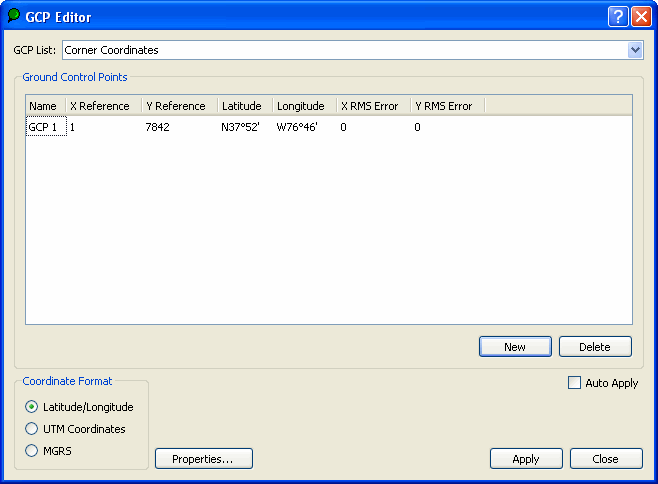 GCP Editor
GCP List: Corner Coordinates
Ground Control Points
Name X Reference Y Reference Latitude Longitude X RMS Error Y RMS Error
GCP 1 1 7842 N37°52' W76°46' 0 0
New Delete
Coordinate Format
Auto Apply
Latitude/Longitude
UTM Coordinates
MGRS
Properties... Apply Close